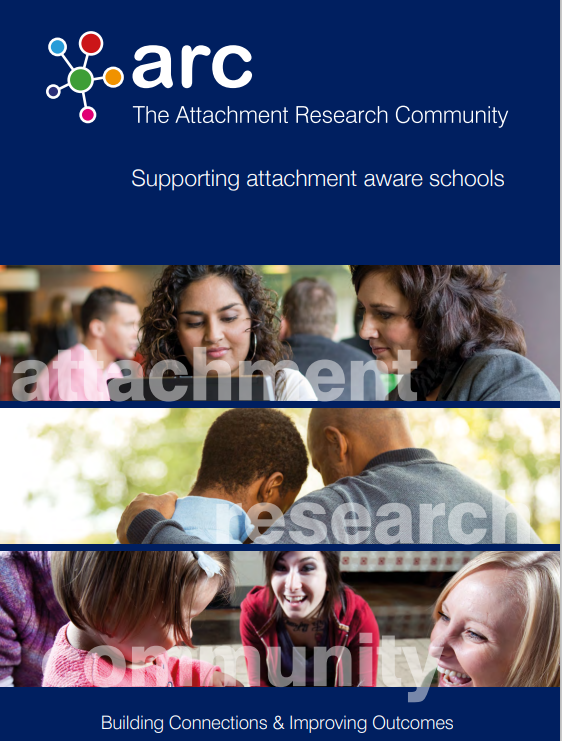 arc
The Attachment Research Community
Supporting attachment aware schools
attachment
research
community
Building Connections & Improving Outcomes